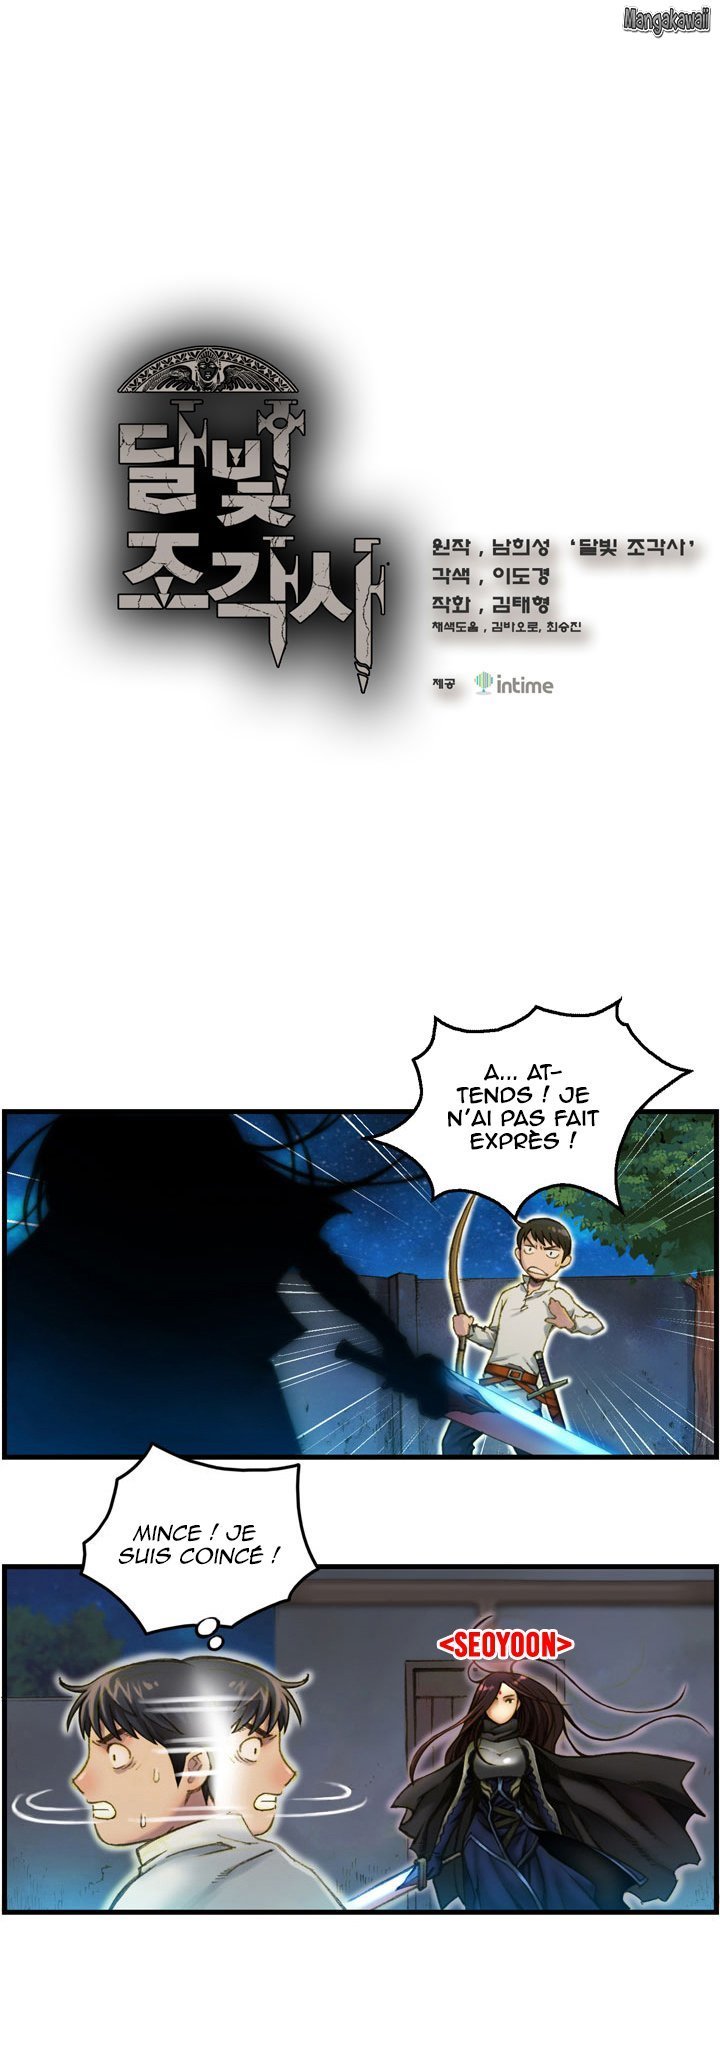 Mangakawaii
달빛
조각사
원작 , 남희성 '달빛 조각사'
각색 , 이도경
작화 , 김태형
채색도움 , 김바오로, 최승진
제공 intime
A... AT-
TENDS ! JE
N'AI PAS FAIT
EXPRÈS !
MINCE ! JE
SUIS COINCÉ !
<SEOYOON>